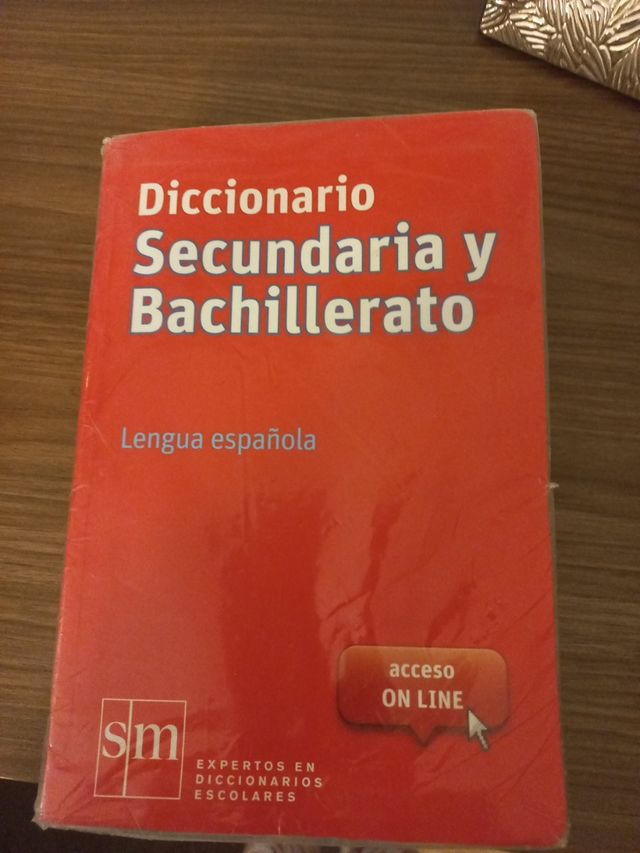 Diccionario
Secundaria y
Bachillerato
Lengua española
acceso
ON LINE
sm
EXPERTOS EN
DICCIONARIOS
ESCOLARES